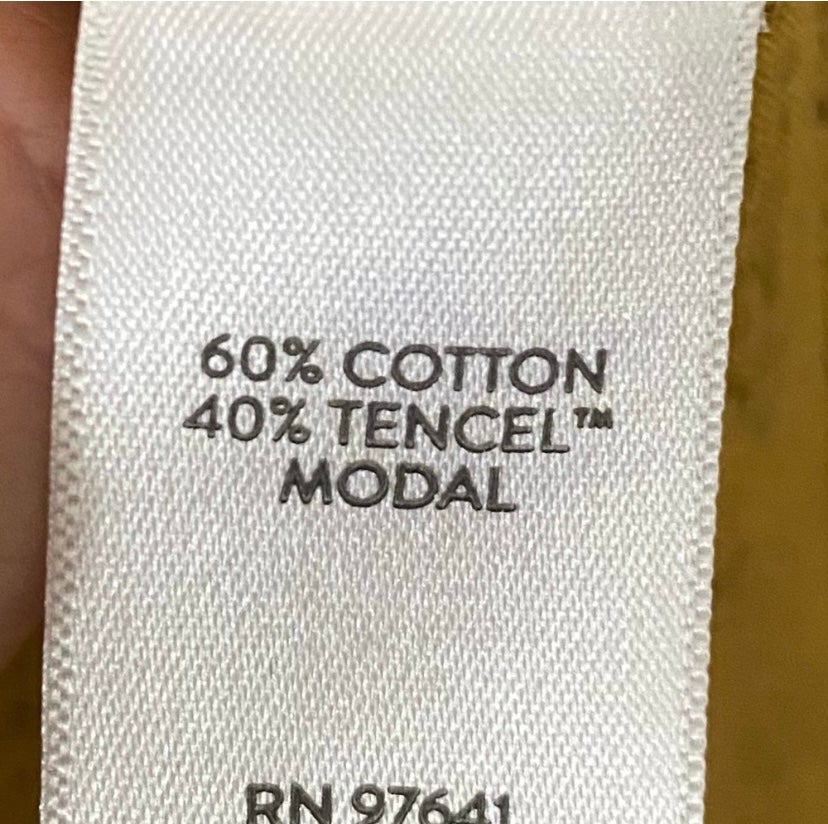 60% COTTON
40% TENCEL™
MODAL
RN 97641